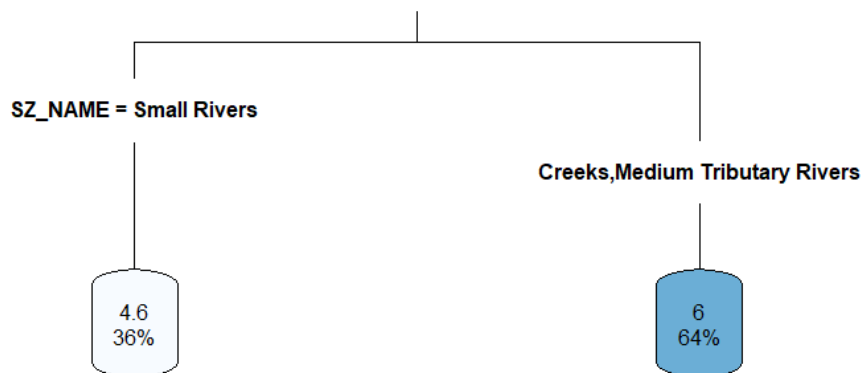 SZ_NAME = Small Rivers
Creeks,Medium Tributary Rivers
4.6
36%
6
64%